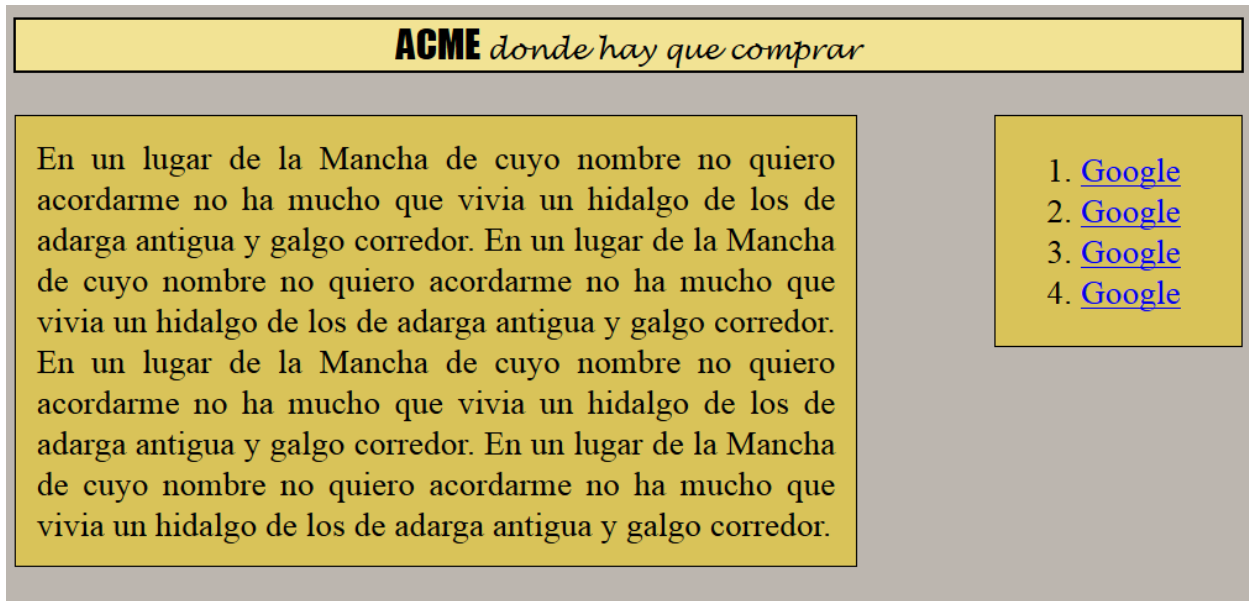 ACME donde hay que comprar
En un lugar de la Mancha de cuyo nombre no quiero
acordarme no ha mucho que vivia un hidalgo de los de
adarga antigua y galgo corredor. En un lugar de la Mancha
de cuyo nombre no quiero acordarme no ha mucho que
vivia un hidalgo de los de adarga antigua y galgo corredor.
En un lugar de la Mancha de cuyo nombre no quiero
acordarme no ha mucho que vivia un hidalgo de los de
adarga antigua y galgo corredor. En un lugar de la Mancha
de cuyo nombre no quiero acordarme no ha mucho que
vivia un hidalgo de los de adarga antigua y galgo corredor.
1. Google
2. Google
3. Google
4. Google